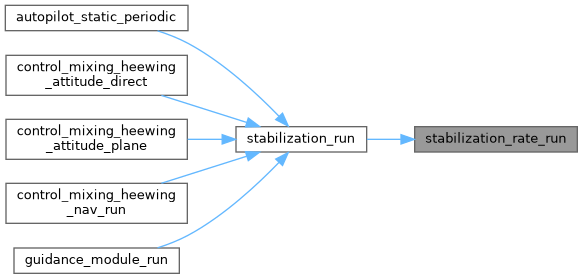 autopilot_static_periodic
control_mixing_heewing
_attitude_direct
control_mixing_heewing
_attitude_plane
control_mixing_heewing
_nav_run
guidance_module_run
stabilization_run
stabilization_rate_run